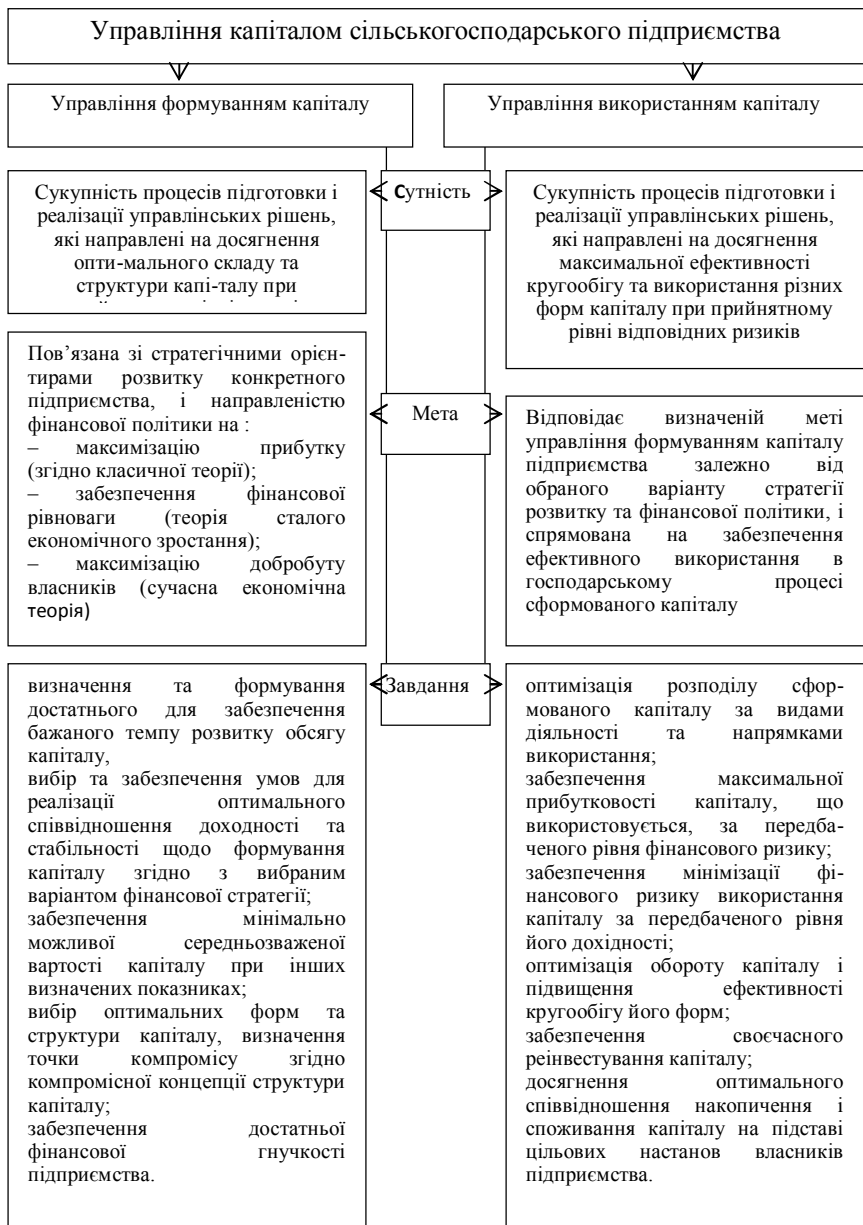 Управління капіталом сільськогосподарського підприємства
Управління формуванням капіталу
Управління використанням капіталу
Сутність
Сукупність процесів підготовки і
реалізації управлінських рішень,
які направлені на досягнення
опти-мального складу та
структури капі-талу при
Сукупність процесів підготовки і
реалізації управлінських рішень,
які направлені на досягнення
максимальної ефективності
кругообігу та використання різних
форм капіталу при прийнятному
рівні відповідних ризиків
Мета
Пов’язана зі стратегічними орієн-
тирами розвитку конкретного
підприємства, і направленістю
фінансової політики на :
– максимізацію прибутку
(згідно класичної теорії);
– забезпечення фінансової
рівноваги (теорія сталого
економічного зростання);
– максимізацію добробуту
власників (сучасна економічна
теорія)
Відповідає визначеній меті
управління формуванням капіталу
підприємства залежно від
обраного варіанту стратегії
розвитку та фінансової політики, і
спрямована на забезпечення
ефективного використання в
господарському процесі
сформованого капіталу
Завдання
визначення та формування
достатнього для забезпечення
бажаного темпу розвитку обсягу
капіталу,
вибір та забезпечення умов для
реалізації оптимального
співвідношення доходності та
стабільності щодо формування
капіталу згідно з вибраним
варіантом фінансової стратегії;
забезпечення мінімально
можливої середньозваженої
вартості капіталу при інших
визначених показниках;
вибір оптимальних форм та
структури капіталу, визначення
точки компромісу згідно
компромісної концепції структури
капіталу;
забезпечення достатньої
фінансової гнучкості
підприємства.
оптимізація розподілу сфор-
мованого капіталу за видами
діяльності та напрямками
використання;
забезпечення максимальної
прибутковості капіталу, що
використовується, за передба-
ченого рівня фінансового ризику;
забезпечення мінімізації фі-
нансового ризику використання
капіталу за передбаченого рівня
його дохідності;
оптимізація обороту капіталу і
підвищення ефективності
кругообігу його форм;
забезпечення своєчасного
реінвестування капіталу;
досягнення оптимального
співвідношення накопичення і
споживання капіталу на підставі
цільових настанов власників
підприємства.